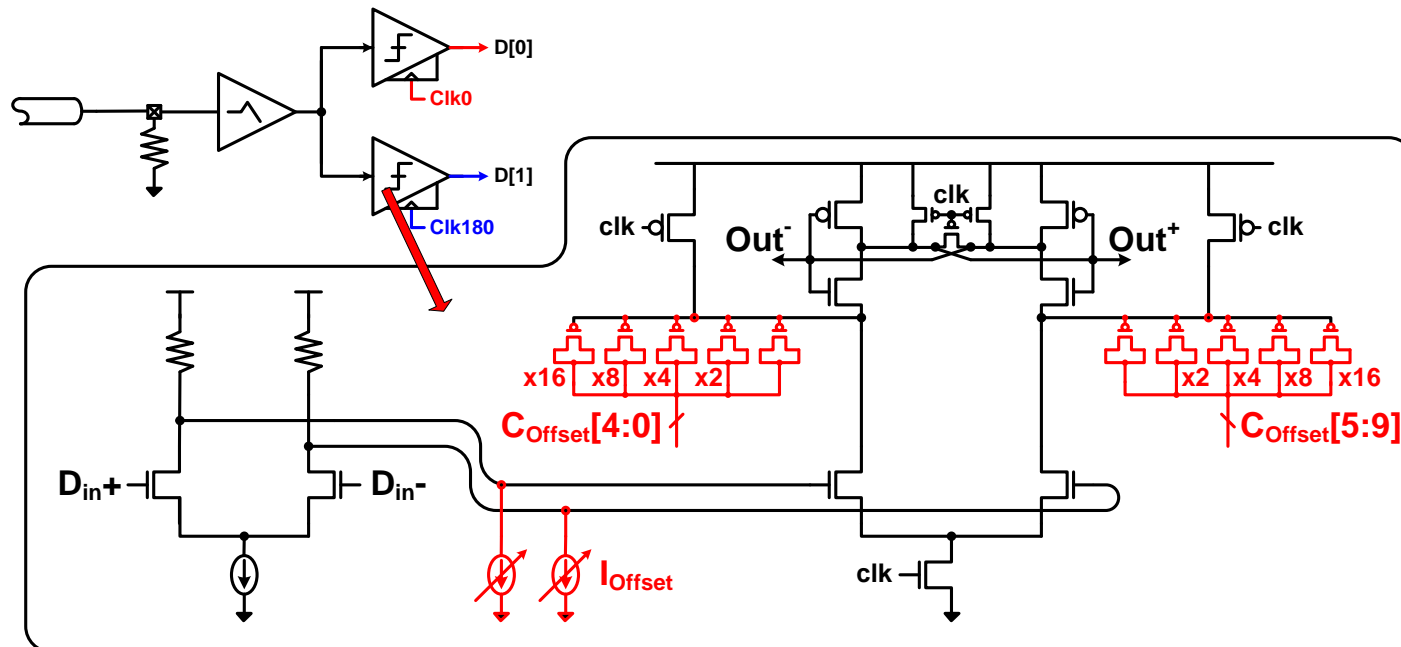 D[0]
Clk0
D[1]
Clk180
clk
clk
clk
Out-
Out+
x16 x8 x4 x2
x2 x4 x8 x16
COffset[4:0]
COffset[5:9]
Din+
Din-
IOffset
clk